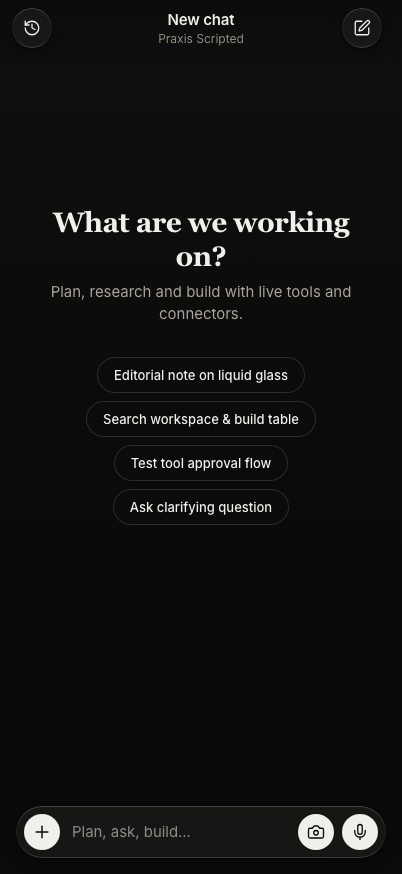 New chat
Praxis Scripted
What are we working
on?
Plan, research and build with live tools and
connectors.
Editorial note on liquid glass
Search workspace & build table
Test tool approval flow
Ask clarifying question
Plan, ask, build...